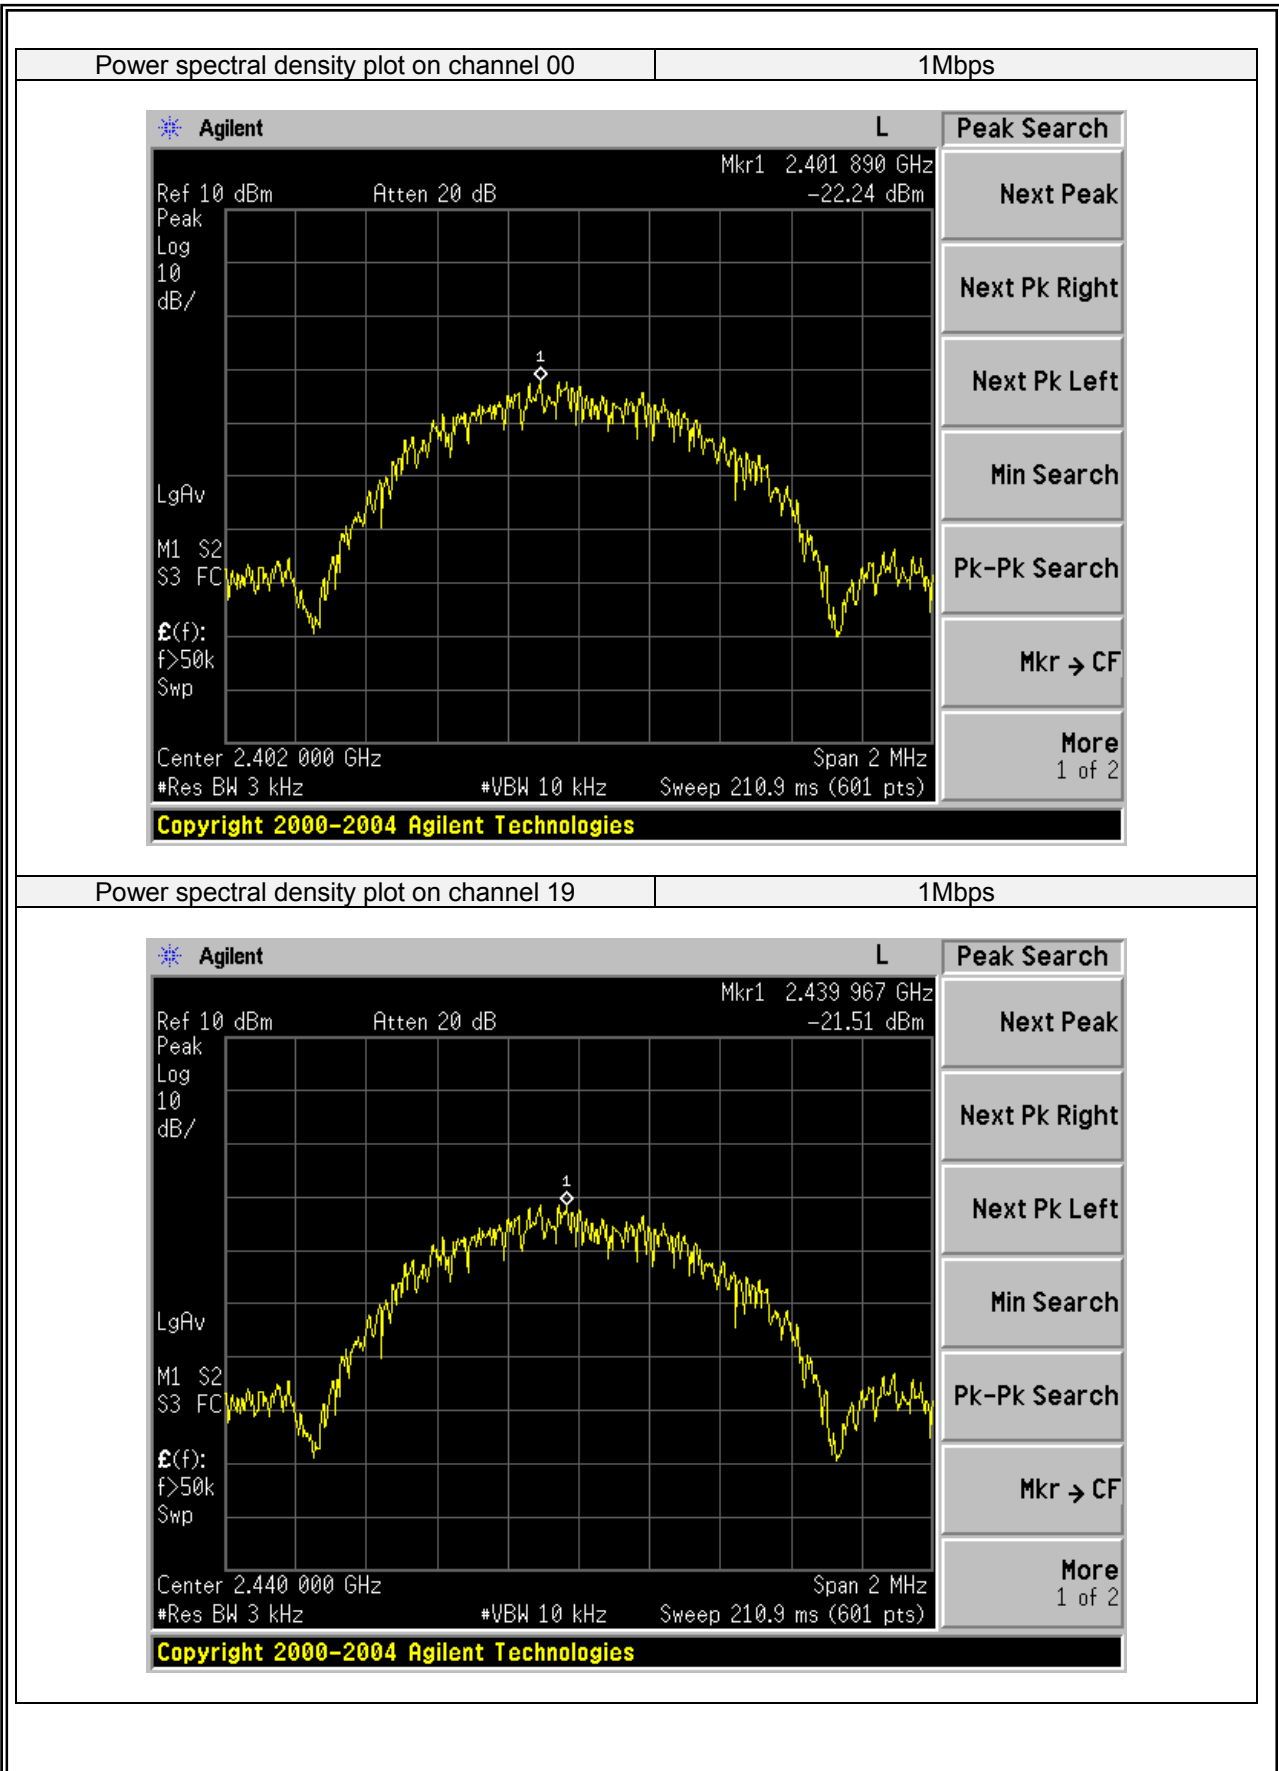 Power spectral density plot on channel 00 1Mbps
Agilent L Peak Search
Mkr1 2.401 890 GHz
Ref 10 dBm Atten 20 dB -22.24 dBm Next Peak
Peak
Log
10
dB/
Next Pk Right
1
Next Pk Left
LgAv
Min Search
M1 S2
S3 FC
Pk-Pk Search
£(f):
f>50k
Swp
Mkr → CF
Center 2.402 000 GHz Span 2 MHz
#Res BW 3 kHz #VBW 10 kHz Sweep 210.9 ms (601 pts)
More
1 of 2
Copyright 2000-2004 Agilent Technologies
Power spectral density plot on channel 19 1Mbps
Agilent L Peak Search
Mkr1 2.439 967 GHz
Ref 10 dBm Atten 20 dB -21.51 dBm Next Peak
Peak
Log
10
dB/
Next Pk Right
1
Next Pk Left
LgAv
Min Search
M1 S2
S3 FC
Pk-Pk Search
£(f):
f>50k
Swp
Mkr → CF
Center 2.440 000 GHz Span 2 MHz
#Res BW 3 kHz #VBW 10 kHz Sweep 210.9 ms (601 pts)
More
1 of 2
Copyright 2000-2004 Agilent Technologies